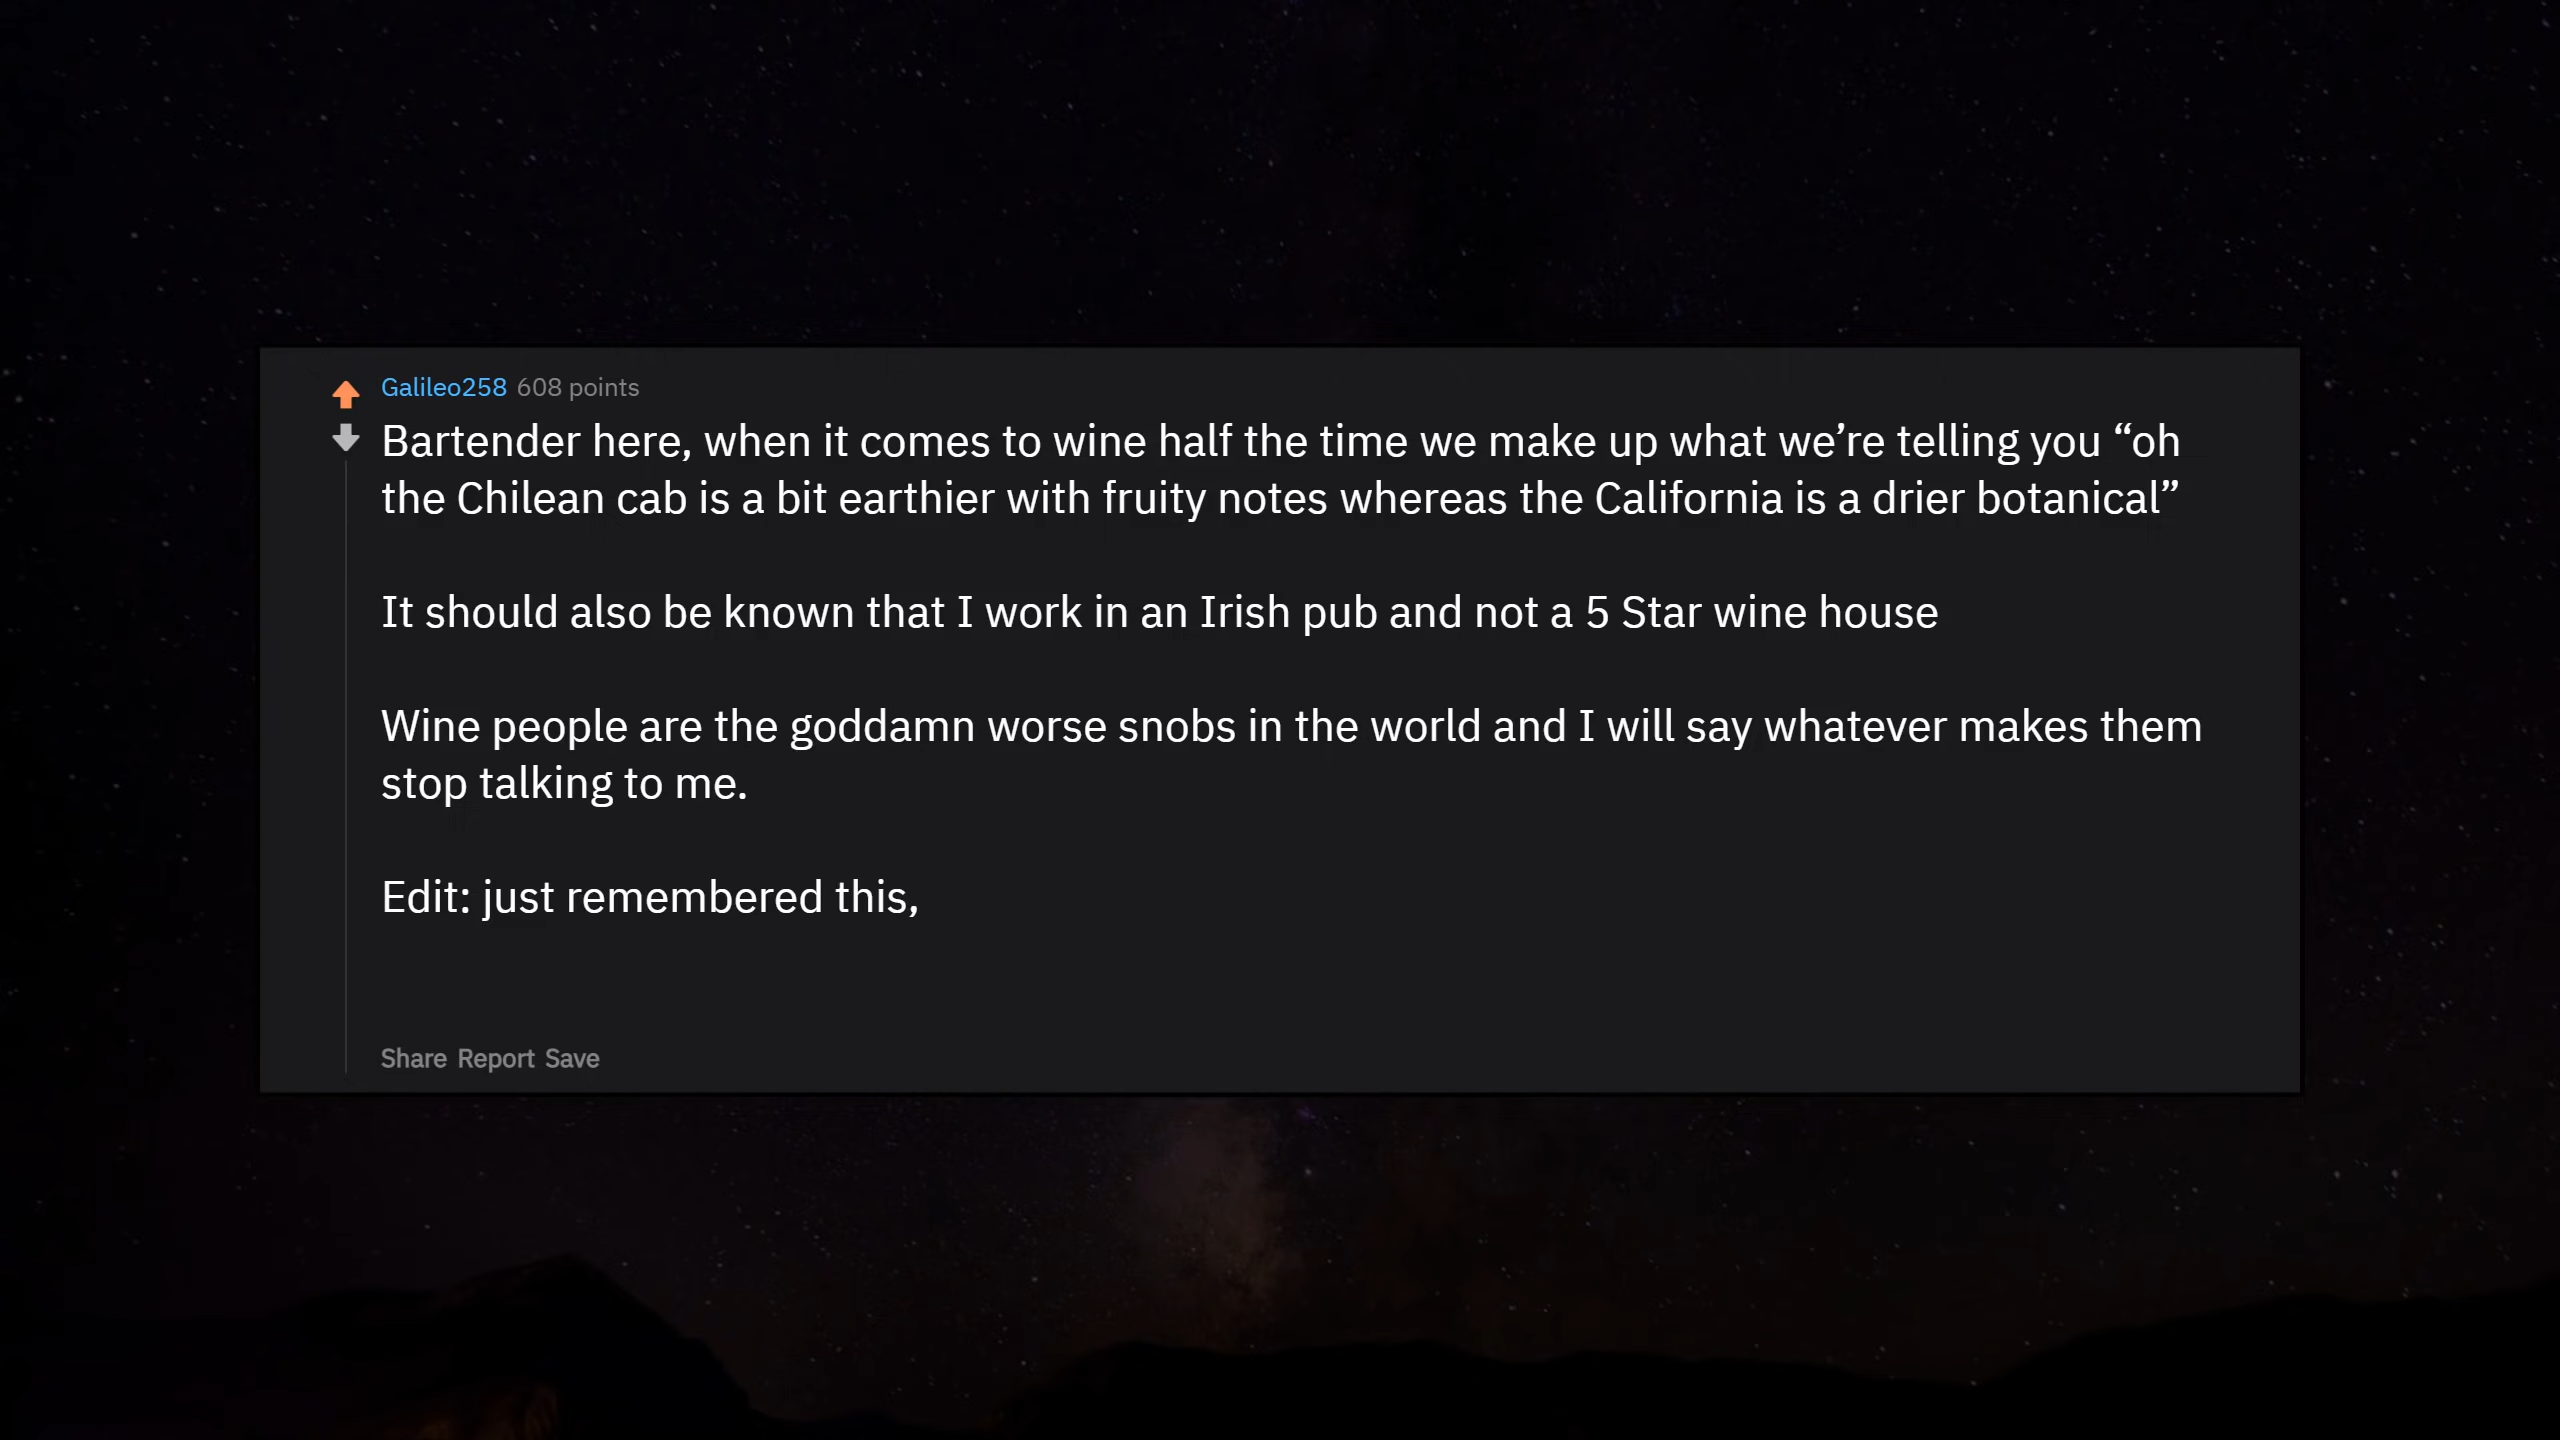 Galileo258 608 points
Bartender here, when it comes to wine half the time we make up what we’re telling you “oh
the Chilean cab is a bit earthier with fruity notes whereas the California is a drier botanical”
It should also be known that I work in an Irish pub and not a 5 Star wine house
Wine people are the goddamn worse snobs in the world and I will say whatever makes them
stop talking to me.
Edit: just remembered this,
Share Report Save